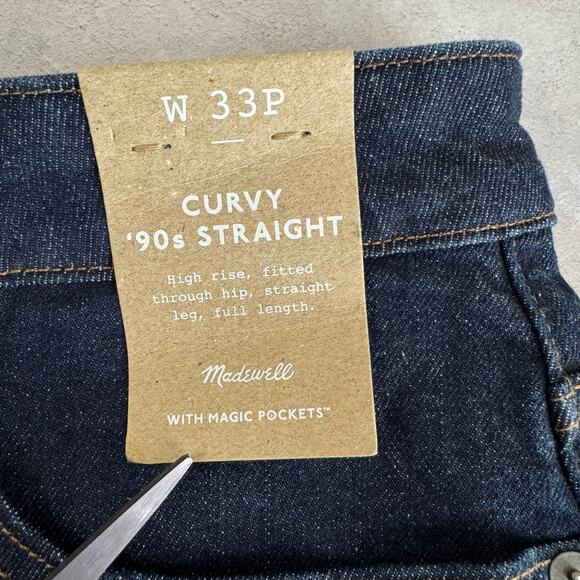 W 33P
CURVY
'90s STRAIGHT
High rise, fitted
through hip, straight
leg, full length.
Madewell
WITH MAGIC POCKETS™